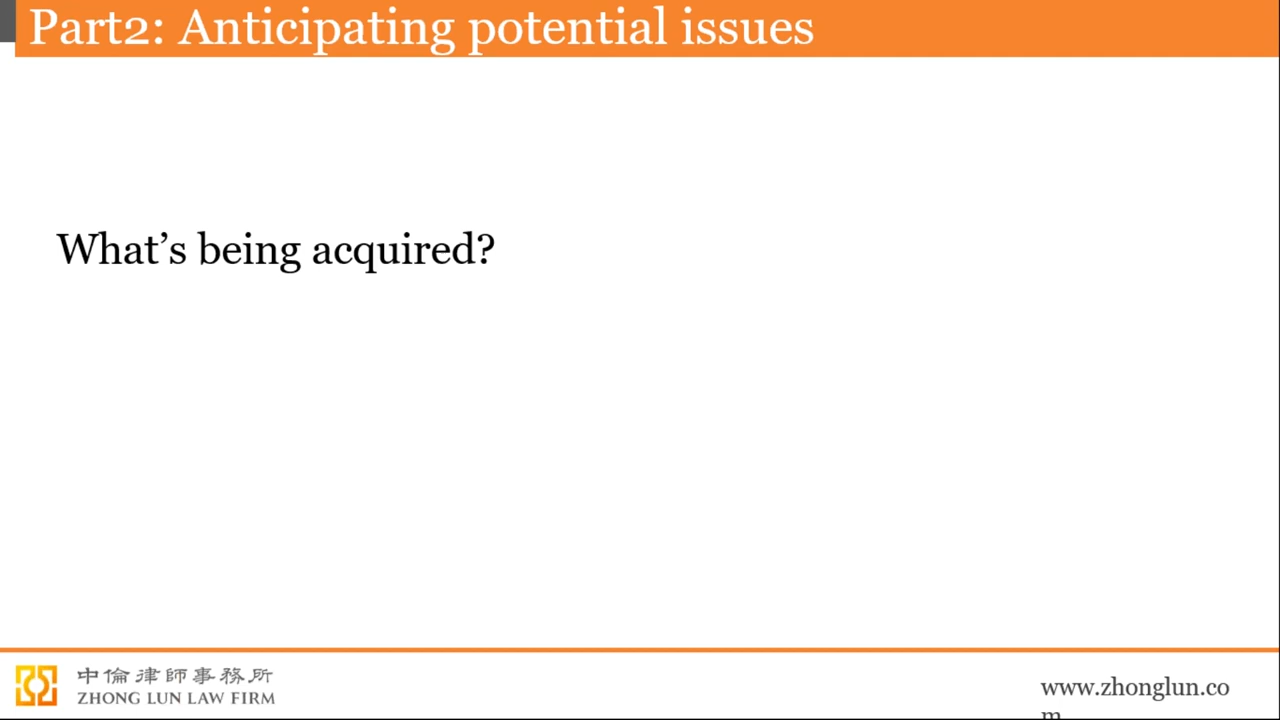 Part2: Anticipating potential issues
What’s being acquired?
中倫律師事務所
ZHONG LUN LAW FIRM
www.zhonglun.co
m